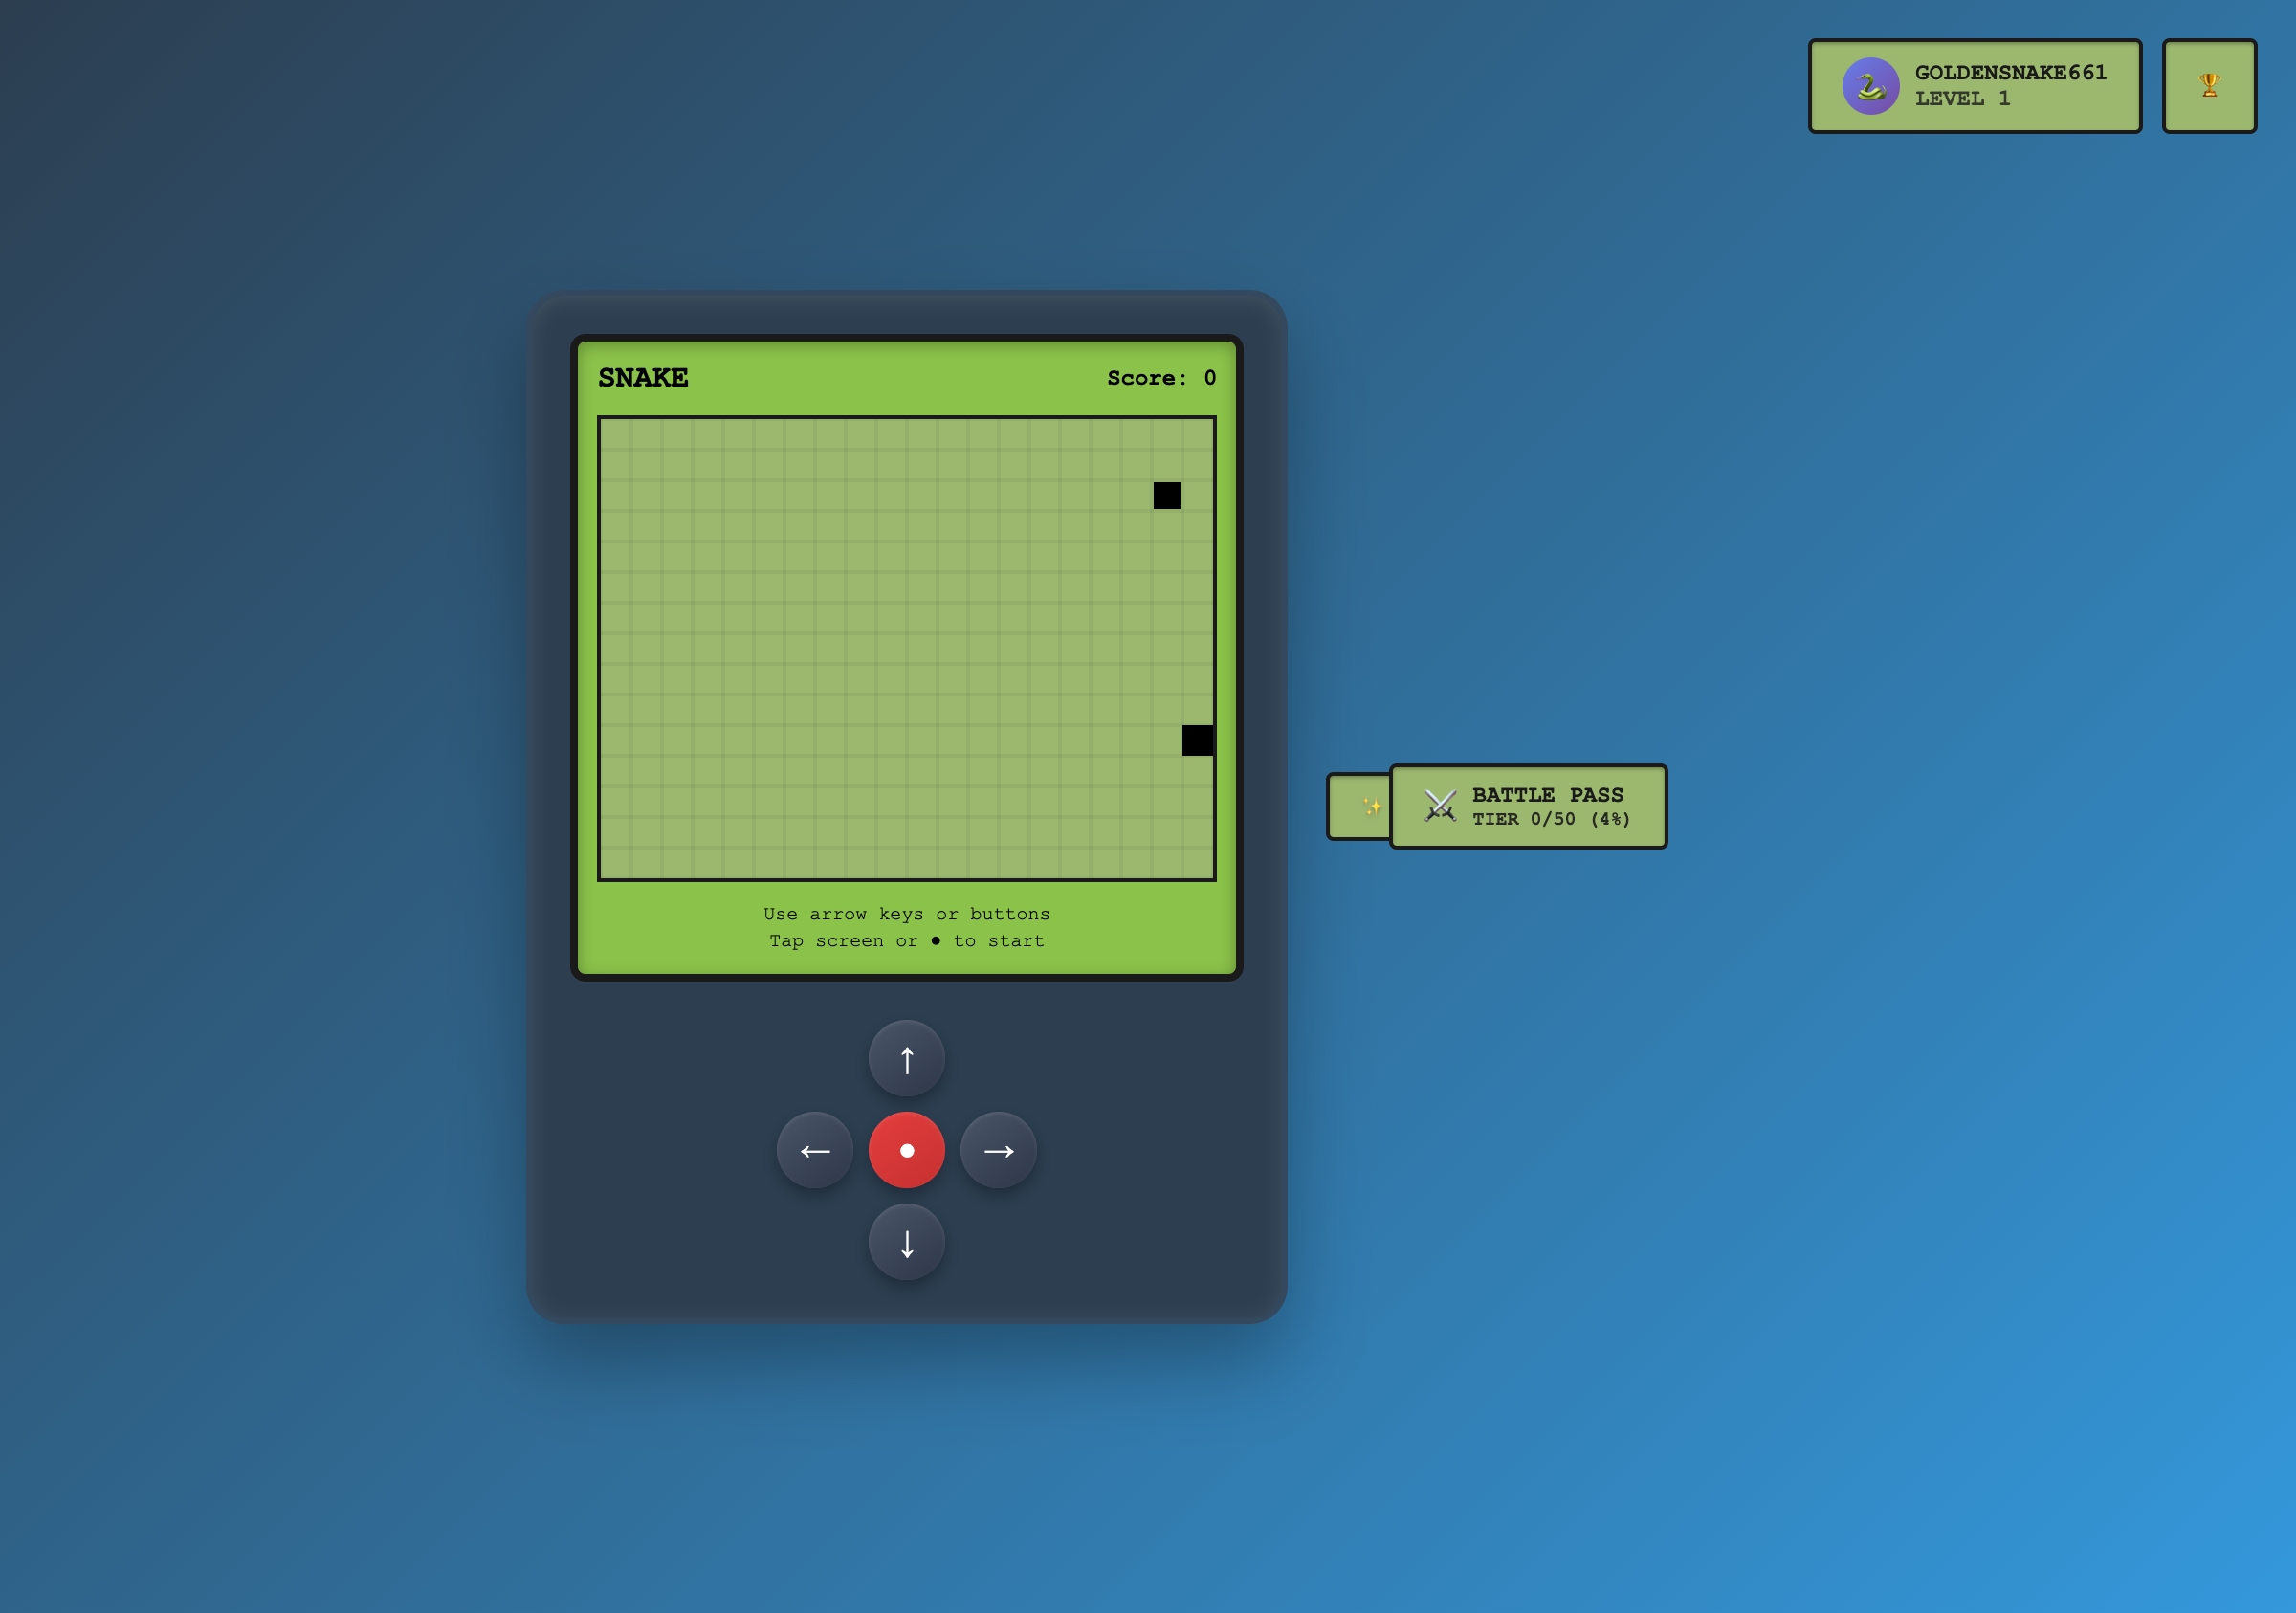 GOLDENSNAKE661
LEVEL 1
SNAKE
Score: 0
BATTLE PASS
TIER 0/50 (4%)
Use arrow keys or buttons
Tap screen or ● to start
↑
← ● →
↓